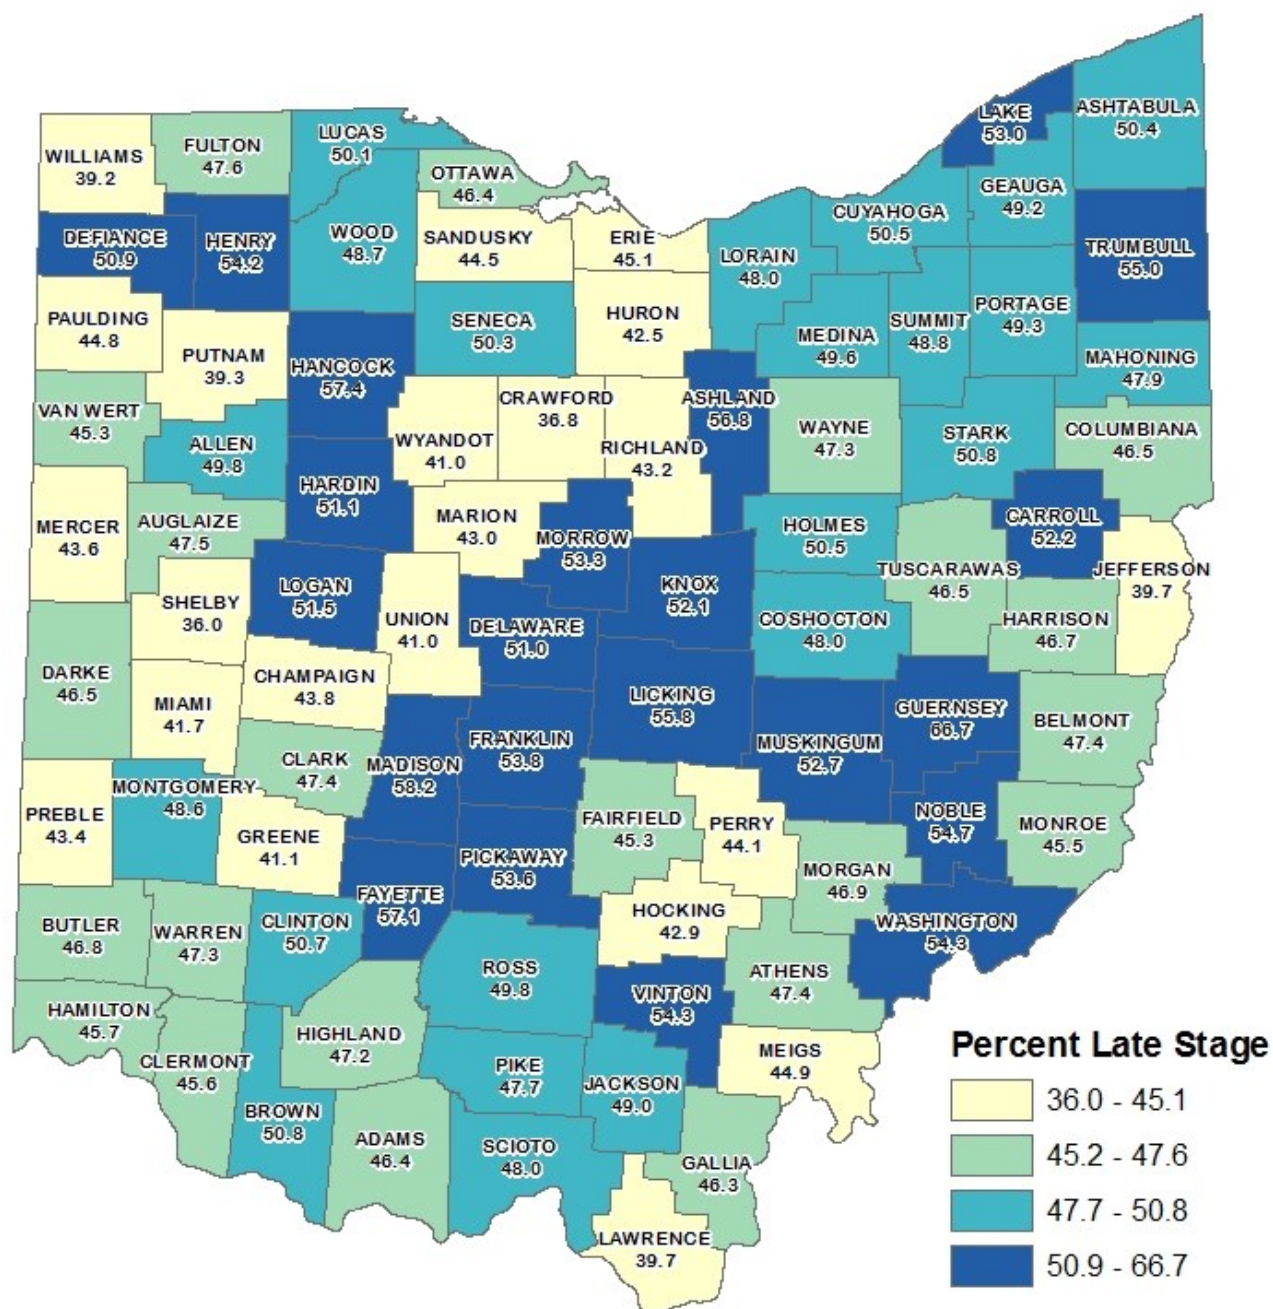 LAKE
53.0
ASHTABULA
50.4
WILLIAMS
39.2
FULTON
47.6
LUCAS
50.1
OTTAWA
46.4
GEAUGA
49.2
CUYAHOGA
50.5
DEFIANCE
50.9
HENRY
54.2
WOOD
48.7
SANDUSKY
44.5
ERIE
45.1
LORAIN
48.0
TRUMBULL
55.0
PAULDING
44.8
PUTNAM
39.3
HANCOCK
57.4
SENECA
50.3
HURON
42.5
MEDINA
49.6
SUMMIT
48.8
PORTAGE
49.3
MAHONING
47.9
VAN WERT
45.3
ALLEN
49.8
WYANDOT
41.0
CRAWFORD
36.8
RICHLAND
43.2
ASHLAND
56.8
WAYNE
47.3
STARK
50.8
COLUMBIANA
46.5
HARDIN
51.1
MERCER
43.6
AUGLAIZE
47.5
MARION
43.0
MORROW
53.3
HOLMES
50.5
CARROLL
52.2
TUSCARAWAS
46.5
JEFFERSON
39.7
SHELBY
36.0
LOGAN
51.5
UNION
41.0
DELAWARE
51.0
KNOX
52.1
COSHOCTON
48.0
HARRISON
46.7
DARKE
46.5
MIAMI
41.7
CHAMPAIGN
43.8
LICKING
55.8
GUERNSEY
66.7
BELMONT
47.4
CLARK
47.4
MADISON
58.2
FRANKLIN
53.8
MUSKINGUM
52.7
PREBLE
43.4
MONTGOMERY
48.6
GREENE
41.1
FAIRFIELD
45.3
PERRY
44.1
NOBLE
54.7
MONROE
45.5
PICKAWAY
53.6
MORGAN
46.9
FAYETTE
57.1
BUTLER
46.8
WARREN
47.3
CLINTON
50.7
HOCKING
42.9
WASHINGTON
54.3
ROSS
49.8
VINTON
54.3
ATHENS
47.4
HAMILTON
45.7
CLERMONT
45.6
HIGHLAND
47.2
PIKE
47.7
JACKSON
49.0
MEIGS
44.9
BROWN
50.8
ADAMS
46.4
SCIOTO
48.0
GALLIA
46.3
LAWRENCE
39.7
Percent Late Stage
36.0 - 45.1
45.2 - 47.6
47.7 - 50.8
50.9 - 66.7